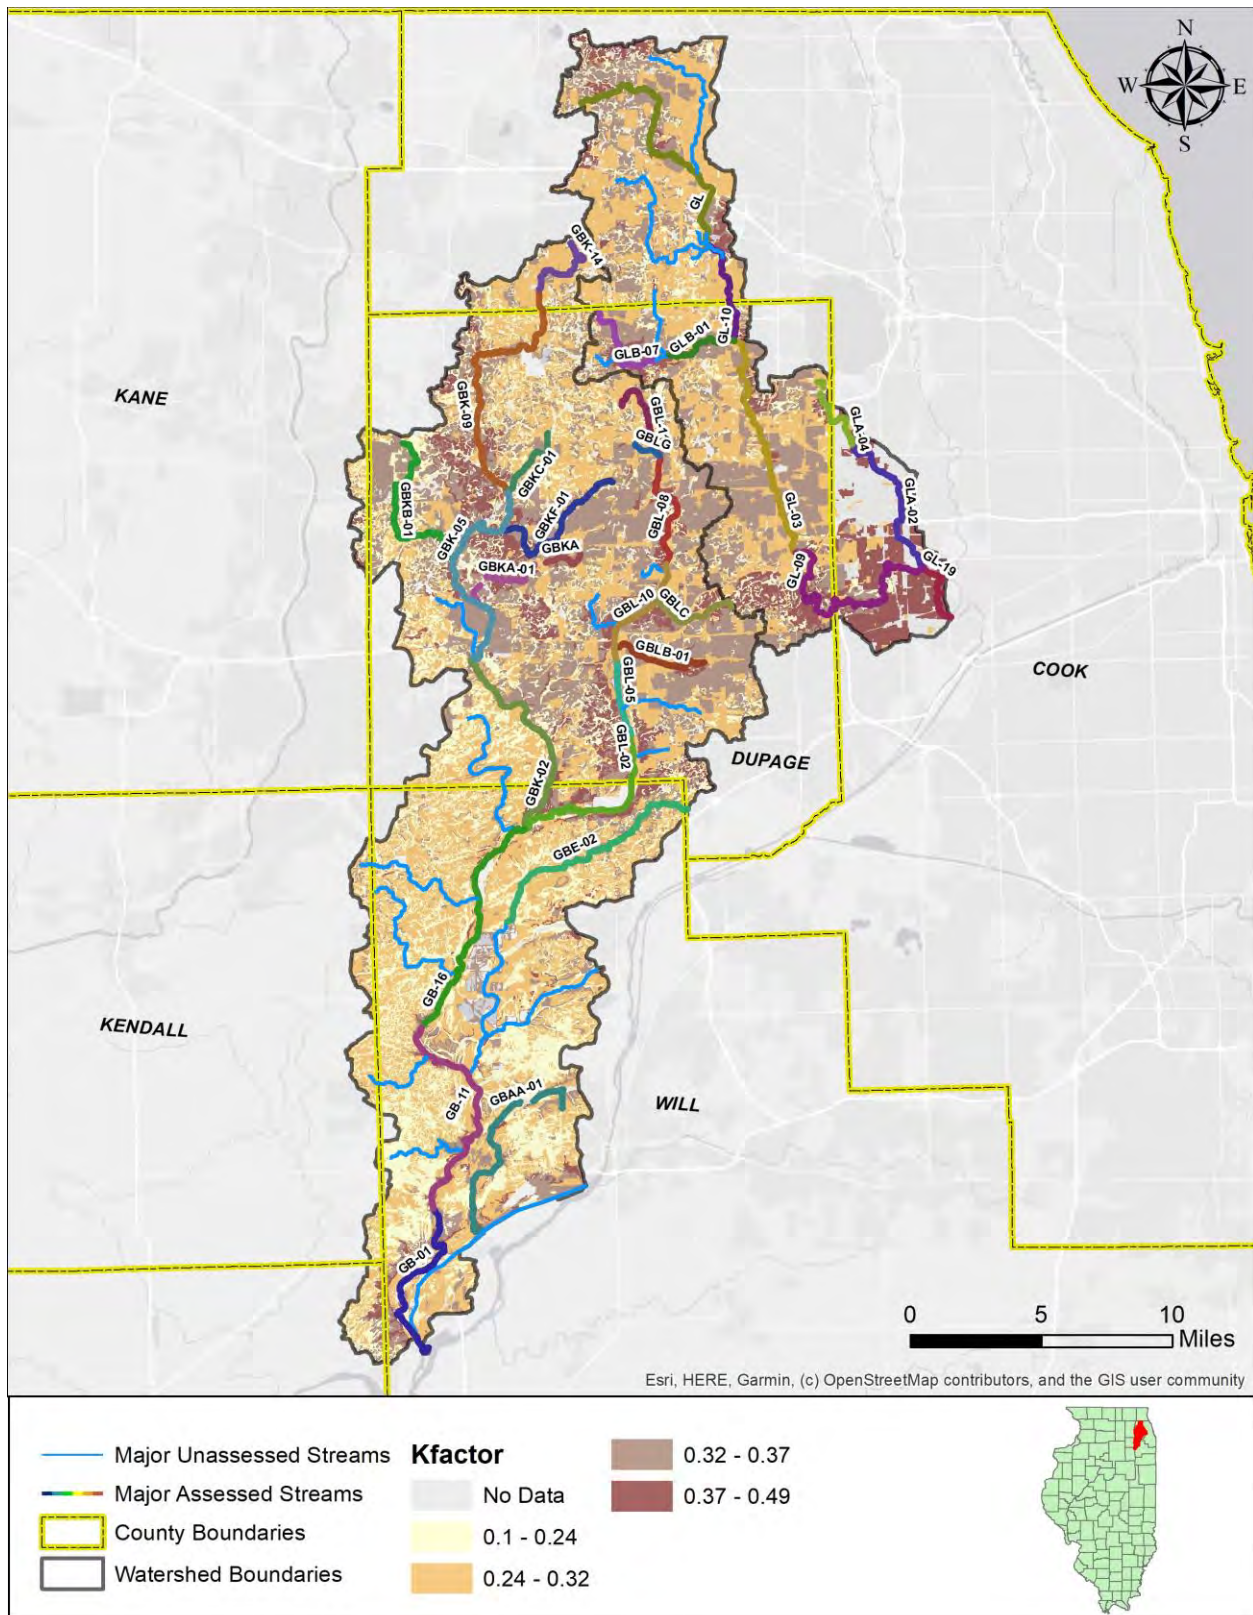 N
W E
S
GL
GBK-14
GL-10
GLB-01
GLB-07
KANE
GBK-09
GBL-1
GBLG
GLA-04
GBKC-01
GLA-02
GBKB-01
GBKF-01
GBL-08
GL-03
GBK-05
GBKA
GL-19
GBKA-01
GL-09
GBL-10
GBLC
GBLB-01
COOK
GBL-05
GBL-02
DUPAGE
GBK-02
GBE-02
GB-16
KENDALL
GBAA-01
WILL
GB-11
GB-01
0 5 10
Miles
Esri, HERE, Garmin, (c) OpenStreetMap contributors, and the GIS user community
Major Unassessed Streams
Major Assessed Streams
County Boundaries
Watershed Boundaries
Kfactor
No Data
0.1 - 0.24
0.24 - 0.32
0.32 - 0.37
0.37 - 0.49